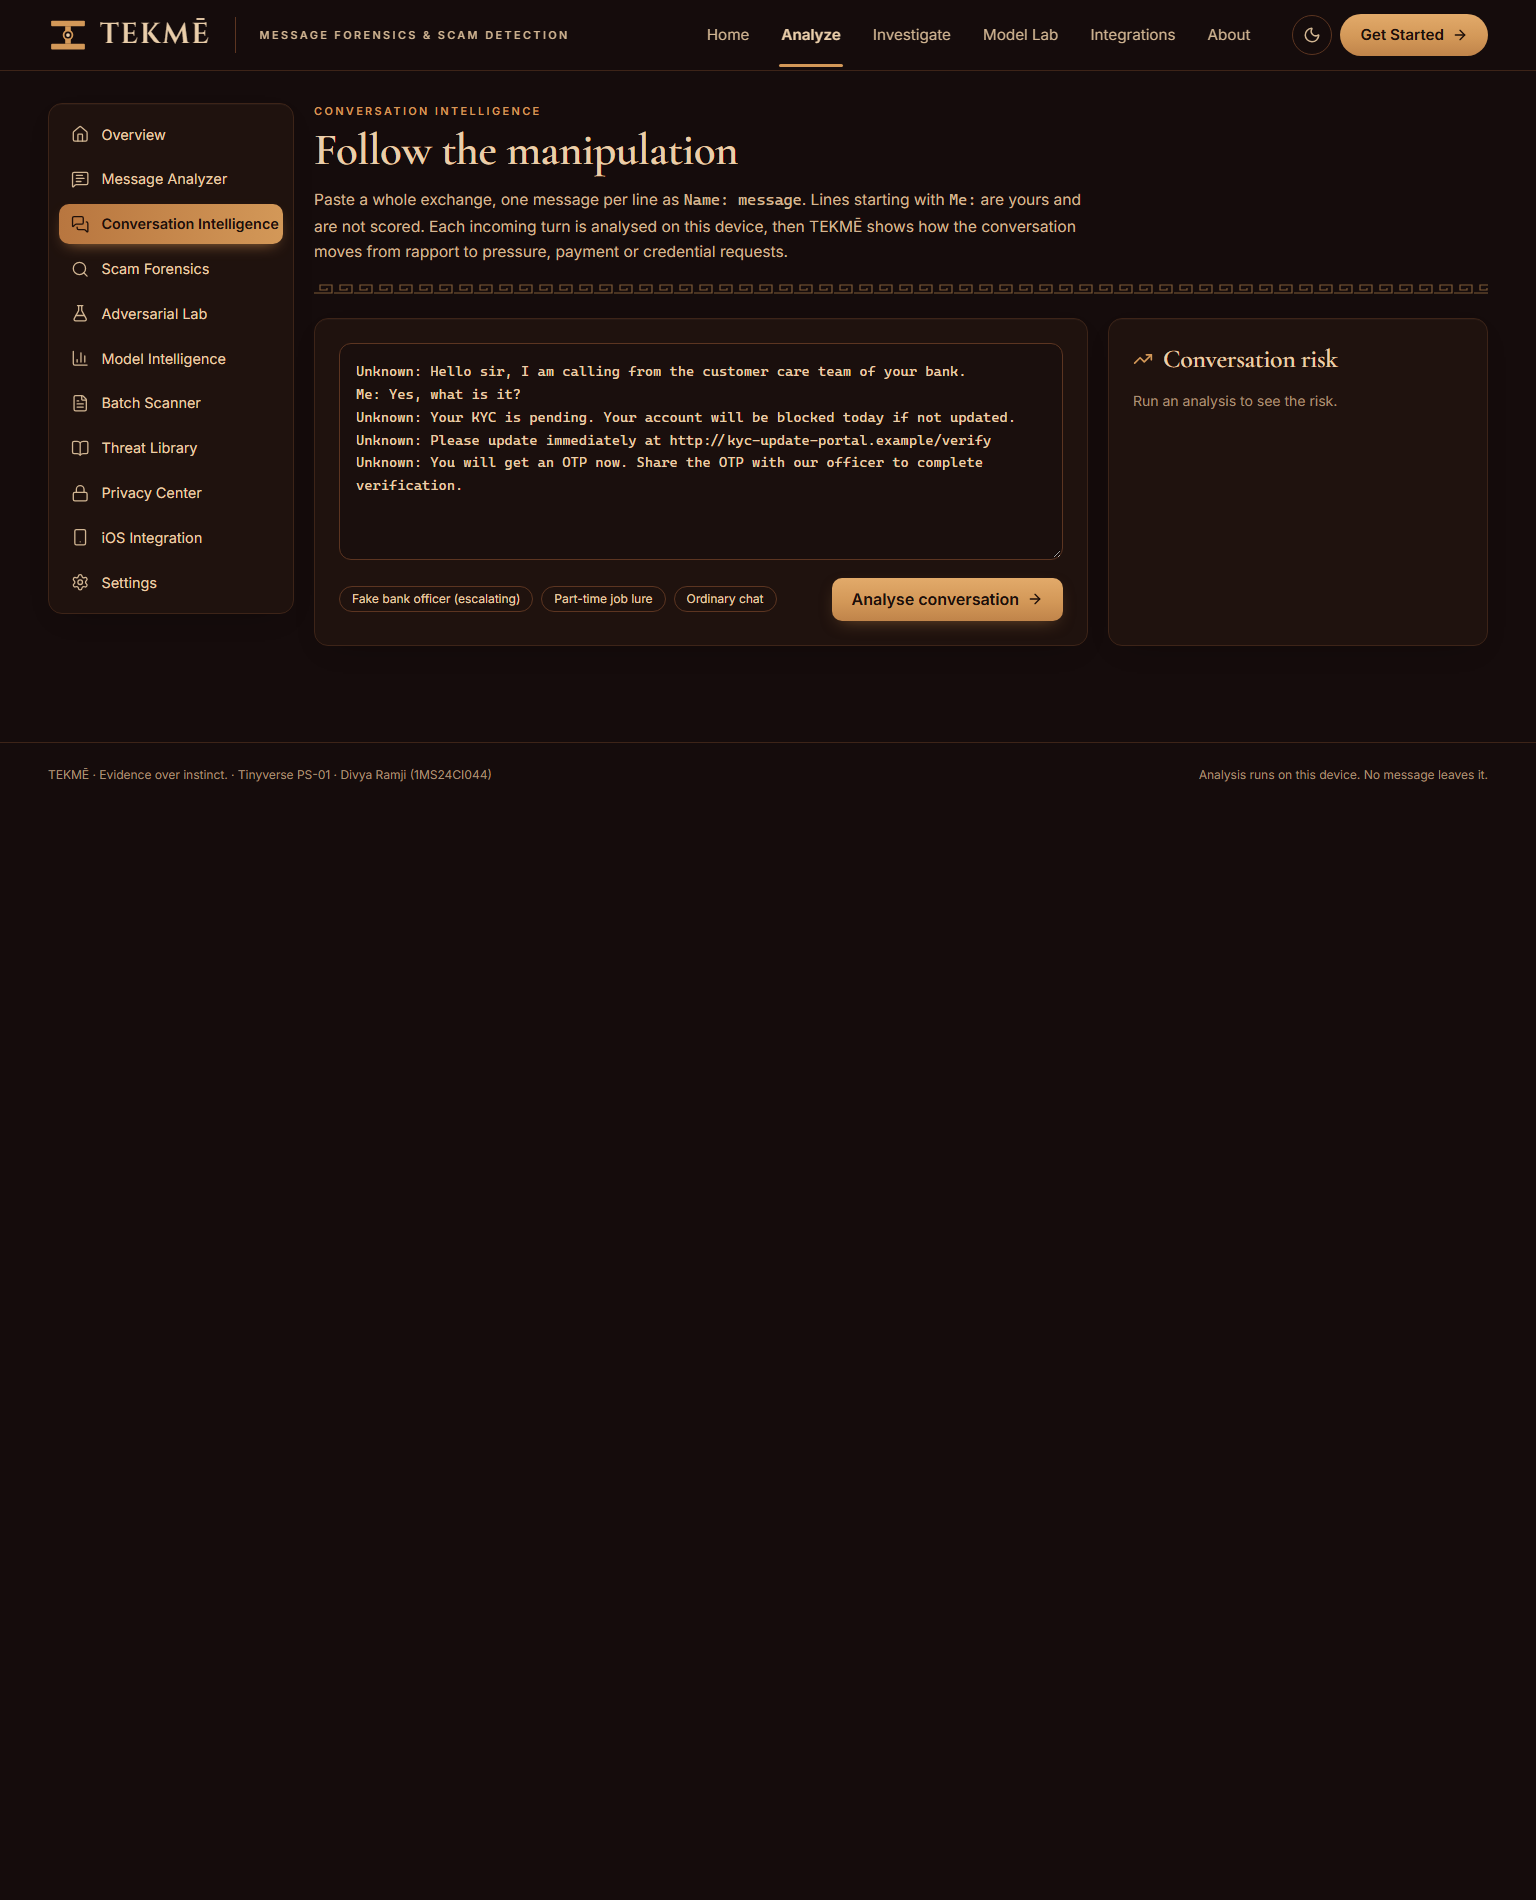 TEKMĒ
MESSAGE FORENSICS & SCAM DETECTION
Home
Analyze
Investigate
Model Lab
Integrations
About
Get Started
Overview
Message Analyzer
Conversation Intelligence
Scam Forensics
Adversarial Lab
Model Intelligence
Batch Scanner
Threat Library
Privacy Center
iOS Integration
Settings
CONVERSATION INTELLIGENCE
Follow the manipulation
Paste a whole exchange, one message per line as Name: message. Lines starting with Me: are yours and
are not scored. Each incoming turn is analysed on this device, then TEKMĒ shows how the conversation
moves from rapport to pressure, payment or credential requests.
Unknown: Hello sir, I am calling from the customer care team of your bank.
Me: Yes, what is it?
Unknown: Your KYC is pending. Your account will be blocked today if not updated.
Unknown: Please update immediately at http://kyc-update-portal.example/verify
Unknown: You will get an OTP now. Share the OTP with our officer to complete
verification.
Fake bank officer (escalating)
Part-time job lure
Ordinary chat
Analyse conversation
Conversation risk
Run an analysis to see the risk.
TEKMĒ · Evidence over instinct. · Tinyverse PS-01 · Divya Ramji (1MS24CI044)
Analysis runs on this device. No message leaves it.